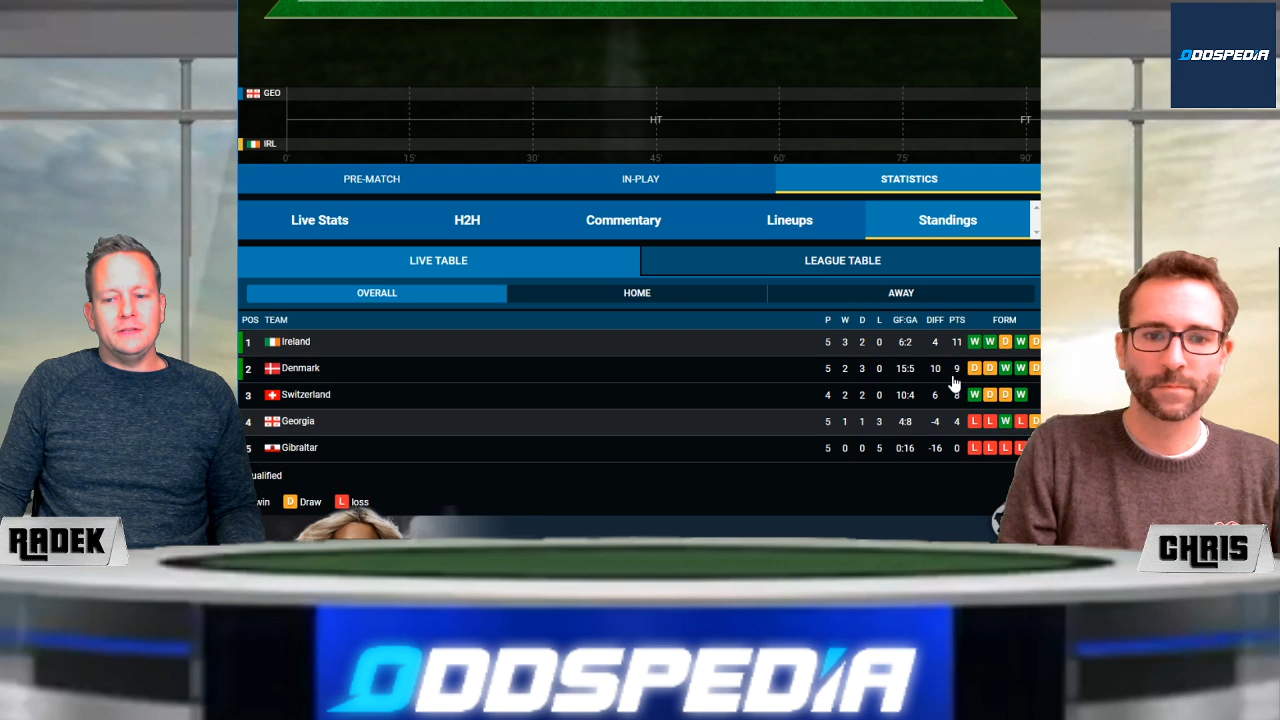 ODDSPEDIA
GEO
HT
FT
IRL
0' 15' 30' 45' 60' 75' 90'
PRE-MATCH IN-PLAY STATISTICS
Live Stats H2H Commentary Lineups Standings
LIVE TABLE LEAGUE TABLE
OVERALL HOME AWAY
POS TEAM P W D L GF:GA DIFF PTS FORM
1 Ireland 5 3 2 0 6:2 4 11 W W D W D
2 Denmark 5 2 3 0 15:5 10 9 D D W W D
3 Switzerland 4 2 2 0 10:4 6 8 W D D W
4 Georgia 5 1 1 3 4:8 -4 4 L L W L D
5 Gibraltar 5 0 0 5 0:16 -16 0 L L L L
ualified
win D Draw L loss
RADEK
CHRIS
ODDSPEDIA